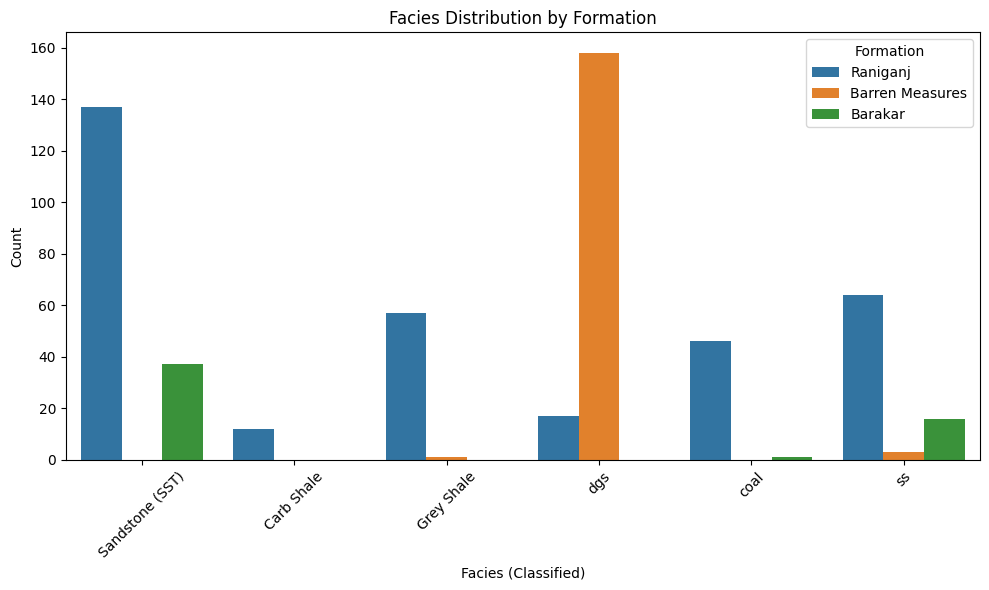 Facies Distribution by Formation
Formation
Raniganj
Barren Measures
Barakar
160
140
120
100
80
60
40
20
0
Count
Sandstone (SST)
Carb Shale
Grey Shale
dgs
coal
ss
Facies (Classified)